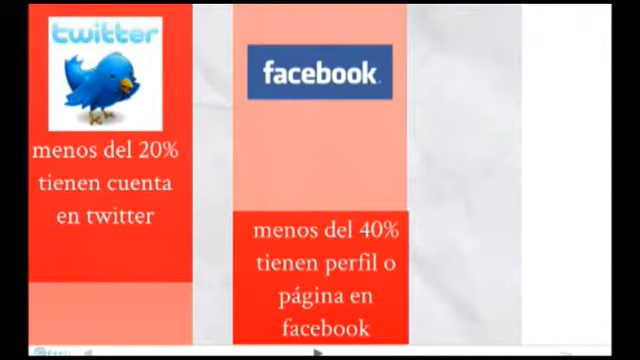 twitter
menos del 20%
tienen cuenta
en twitter
facebook
menos del 40%
tienen perfil o
página en
facebook